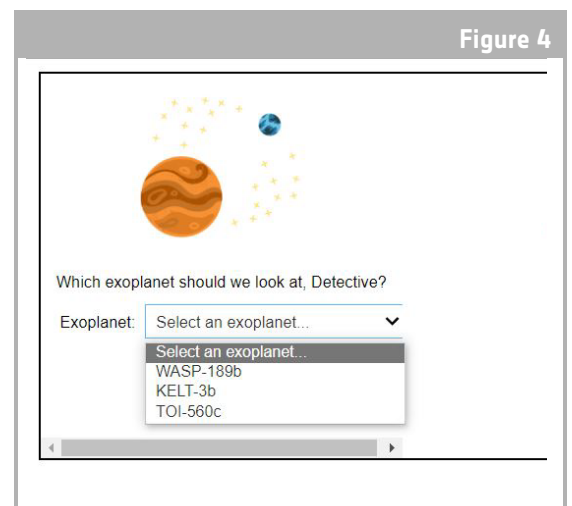 Figure 4
Which exoplanet should we look at, Detective?
Exoplanet: Select an exoplanet...
Select an exoplanet...
WASP-189b
KELT-3b
TOI-560c